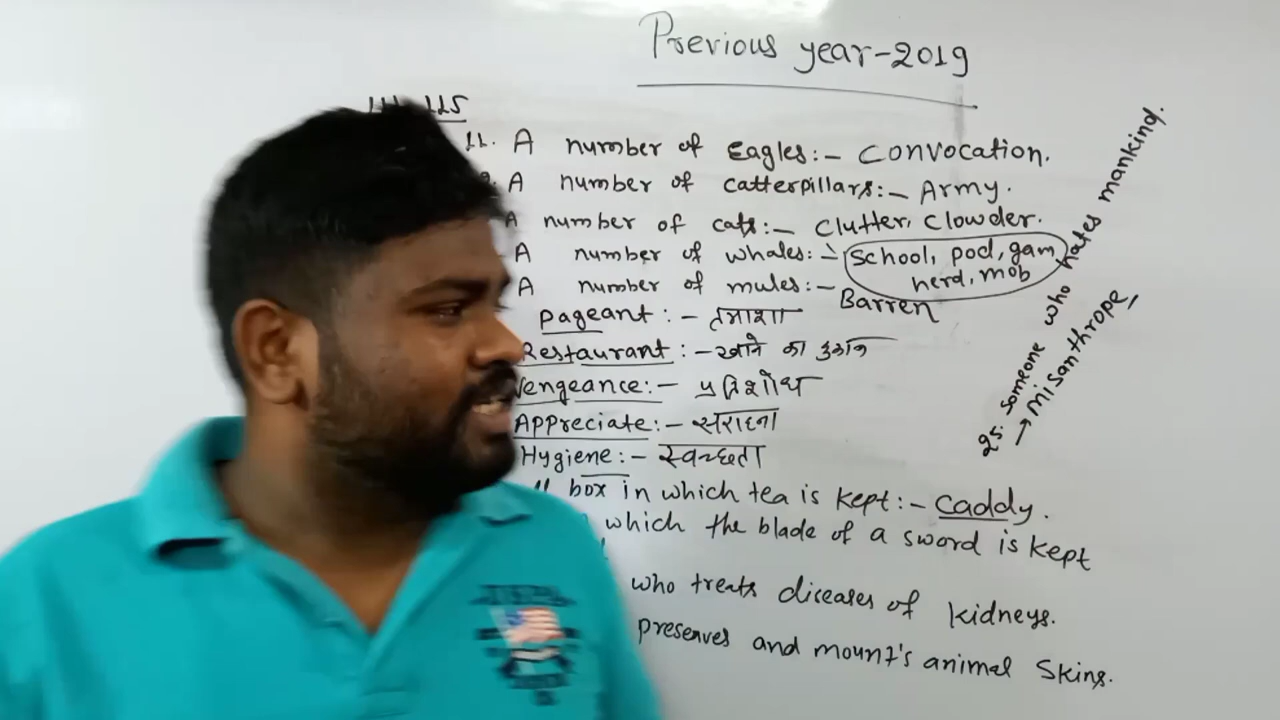 Previous year-2019
115
11. A number of Eagles:- Convocation.
A number of catterpillars:- Army.
A number of cats:- Clutter, Clowder.
A number of whales:- School, pod, gam,
herd, mob
A number of mules:- Barren
Pageant :- तमाशा
Restaurant :- खाने का दुकान
Vengeance:- प्रतिशोध
Appreciate:- सराहना
Hygiene:- स्वच्छता
box in which tea is kept:- caddy.
which the blade of a sword is kept
who treats diceases of kidneys.
preserves and mount's animal skins.
25. Someone who hates mankind.
→ Misanthrope,